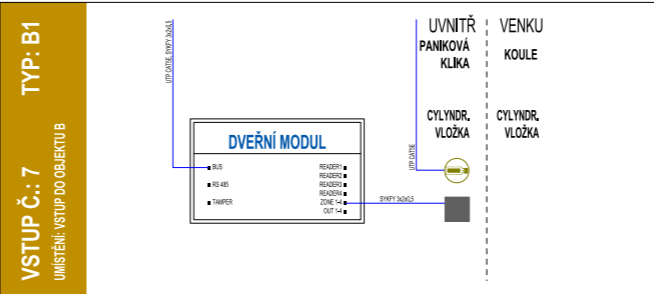 VSTUP Č.: 7 TYP: B1
UMÍSTĚNÍ: VSTUP DO OBJEKTU B
UTP CAT5E, SYKFY 3x2x0,5
DVEŘNÍ MODUL
BUS
RS 485
TAMPER
READER1
READER2
READER3
READER4
ZONE 1-4
OUT 1-4
SYKFY 3x2x0,5
UTP CAT5E
UVNITŘ
PANIKOVÁ
KLIKA
CYLYNDR.
VLOŽKA
VENKU
KOULE
CYLYNDR.
VLOŽKA